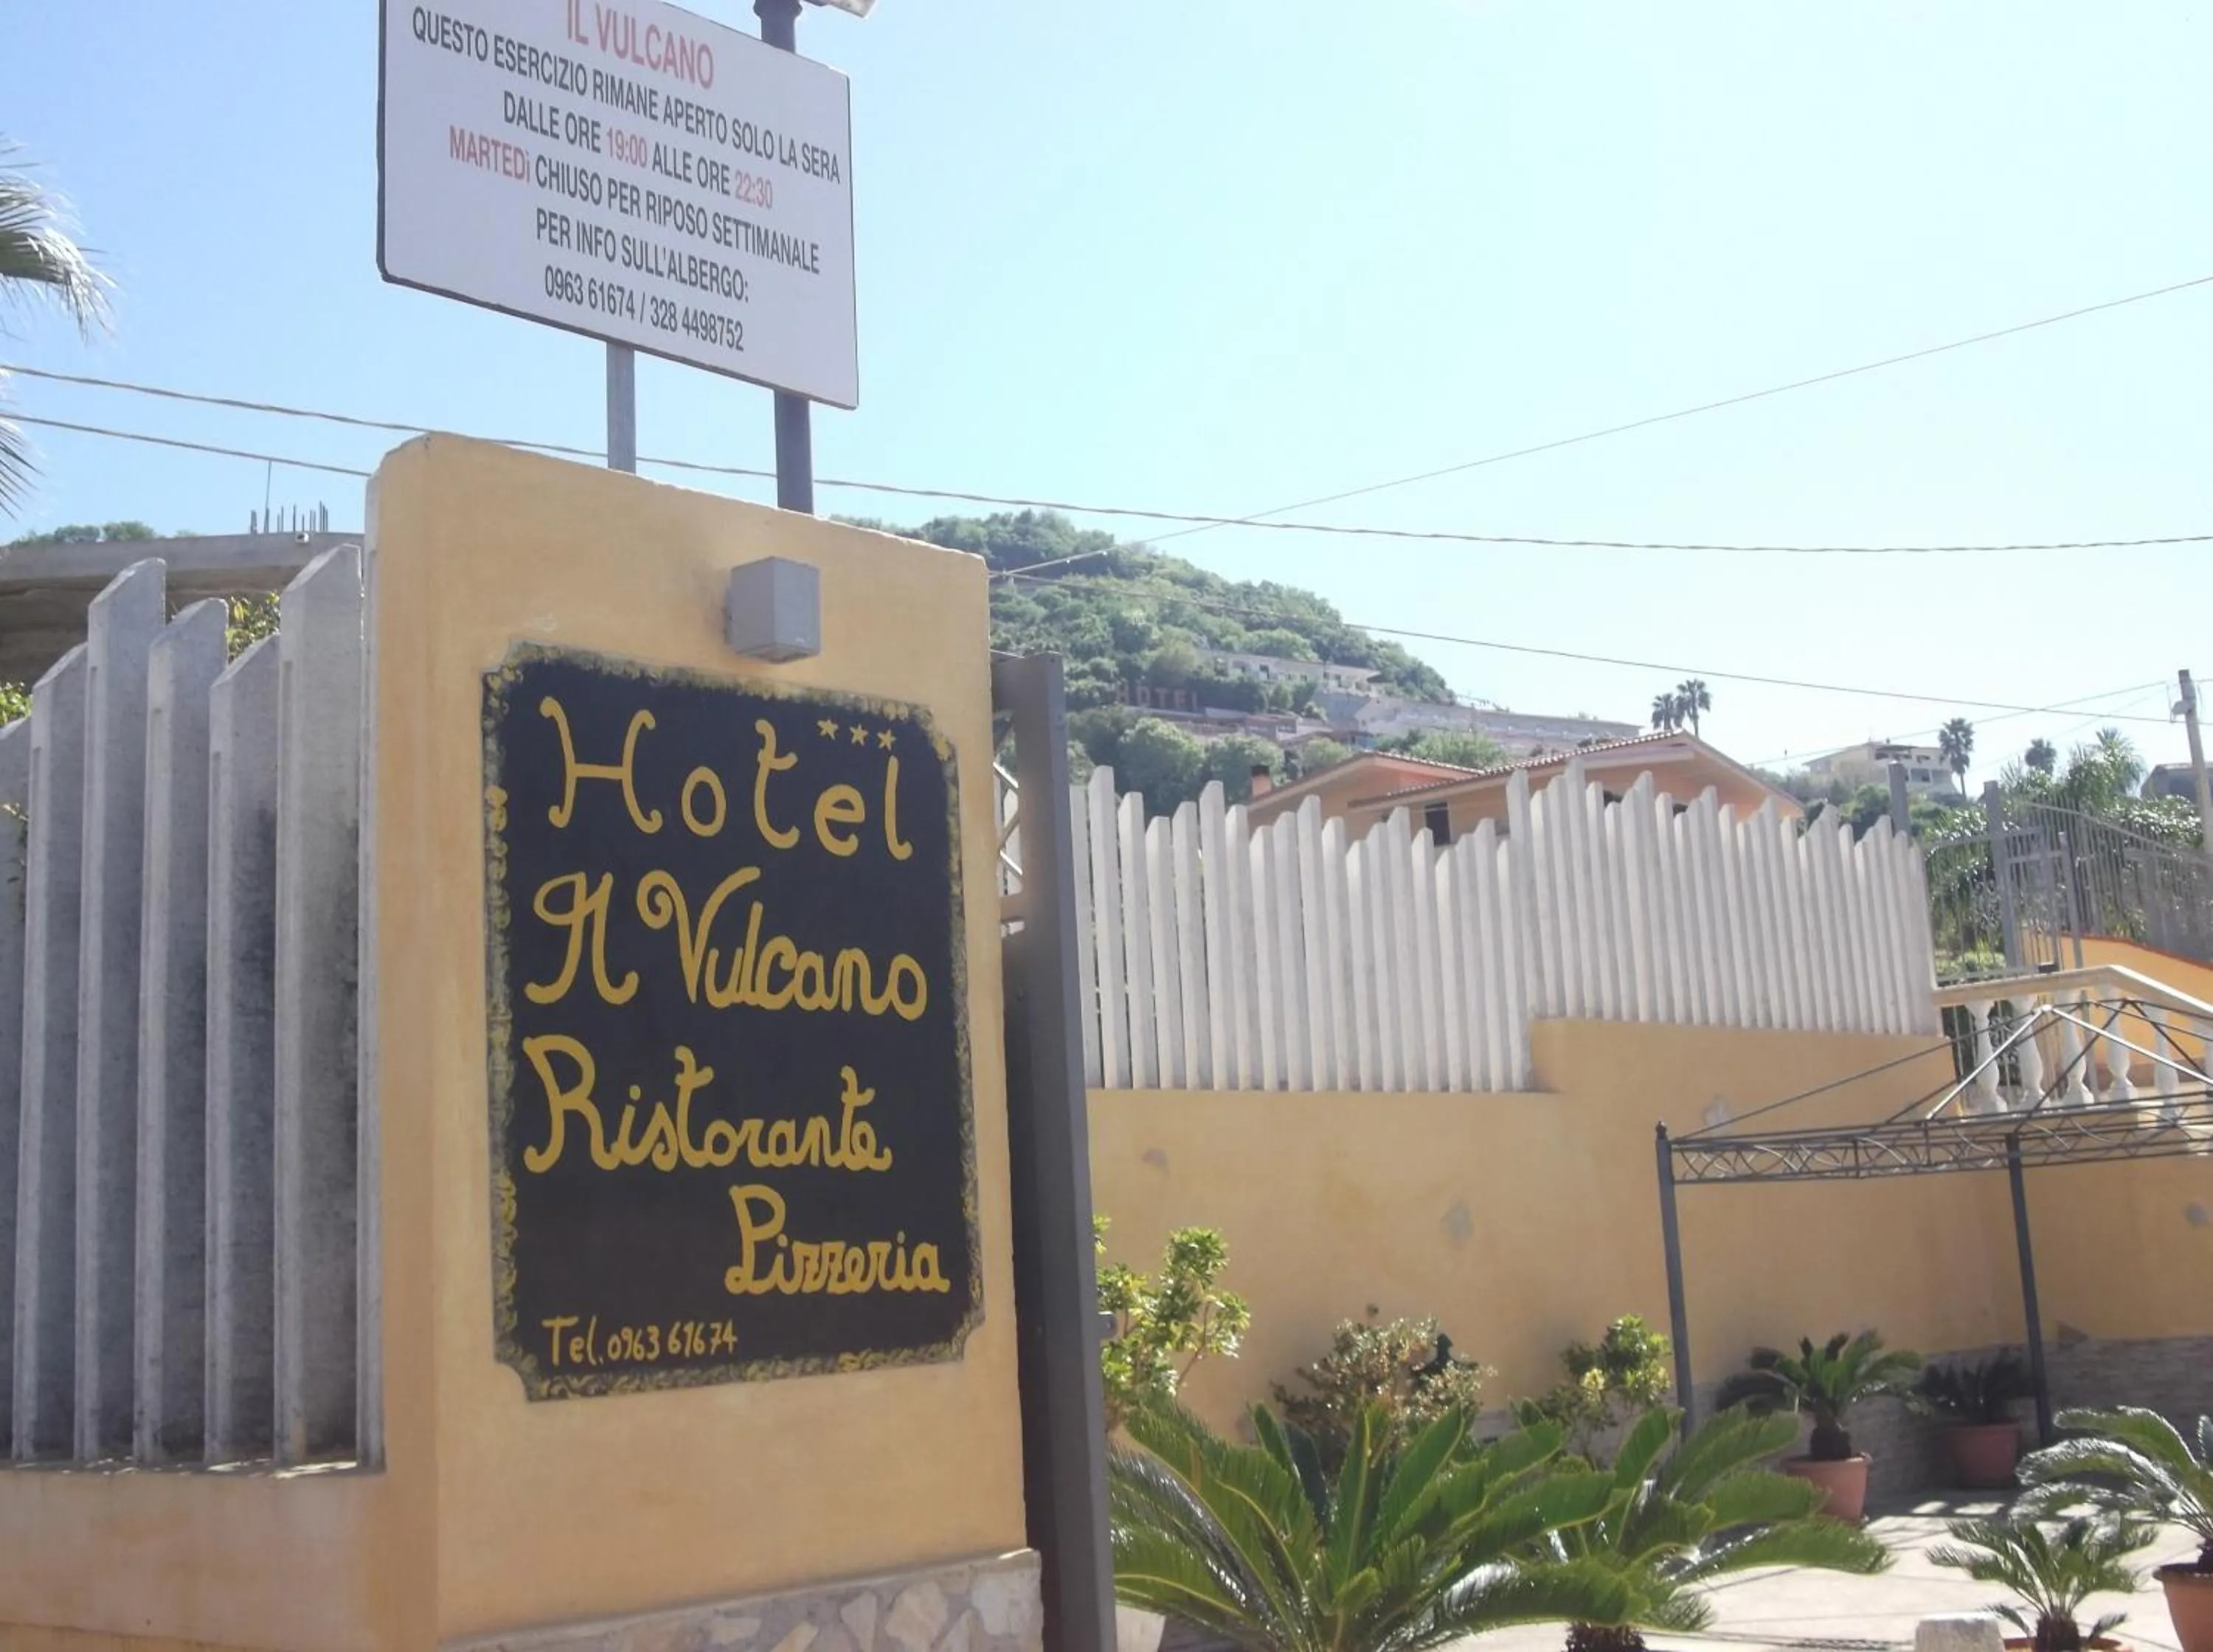 IL VULCANO
QUESTO ESERCIZIO RIMANE APERTO SOLO LA SERA
DALLE ORE 19:00 ALLE ORE 22:30
MARTEDì CHIUSO PER RIPOSO SETTIMANALE
PER INFO SULL'ALBERGO:
0963 61674 / 328 4498752
Hotel
Il Vulcano
Ristorante
Pizzeria
Tel. 0963 61674
HOTEL